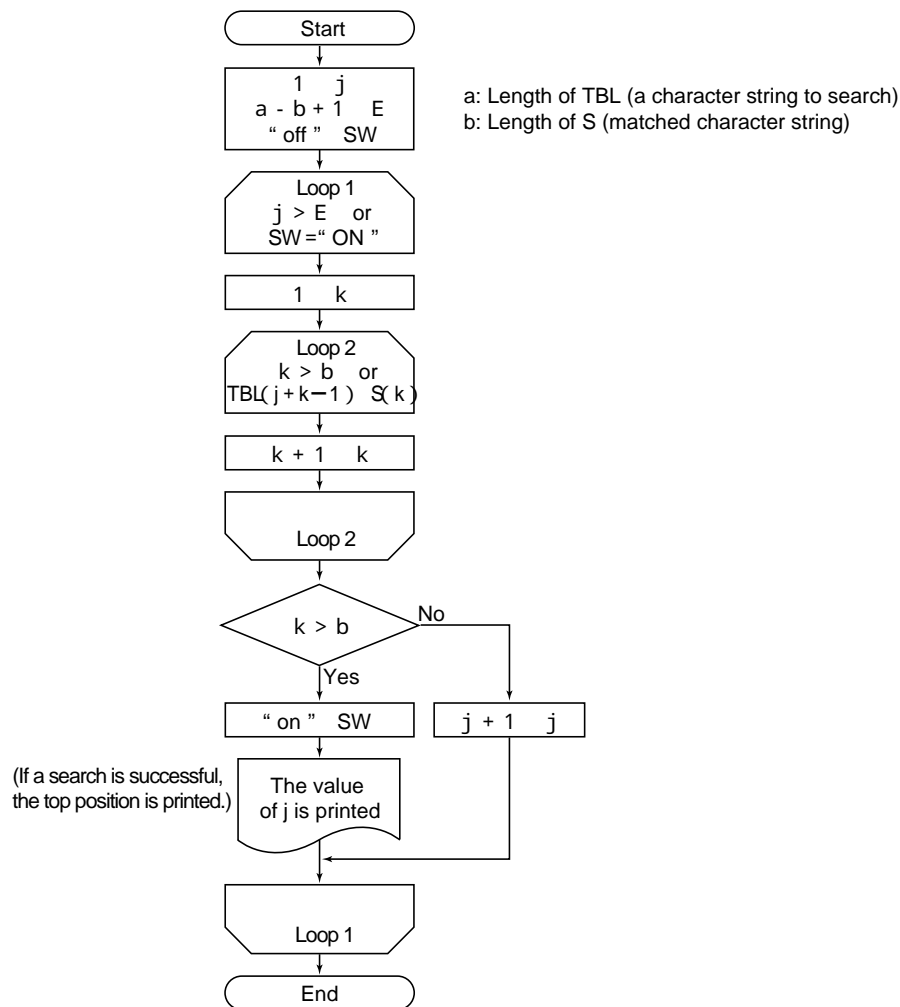 Start
1 j
a - b + 1 E
“ off ” SW
a: Length of TBL (a character string to search)
b: Length of S (matched character string)
Loop 1
j > E or
SW =“ ON ”
1 k
Loop 2
k > b or
TBL( j + k − 1 ) S( k )
k + 1 k
Loop 2
k > b
No
Yes
“ on ” SW
j + 1 j
(If a search is successful,
the top position is printed.)
The value
of j is printed
Loop 1
End